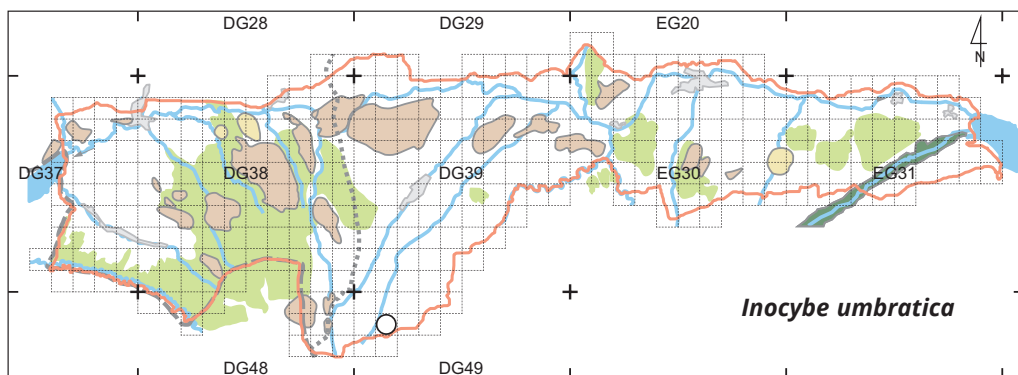 DG28 DG29 EG20
N
DG37 DG38 DG39 EG30 EG31
Inocybe umbratica
DG48 DG49